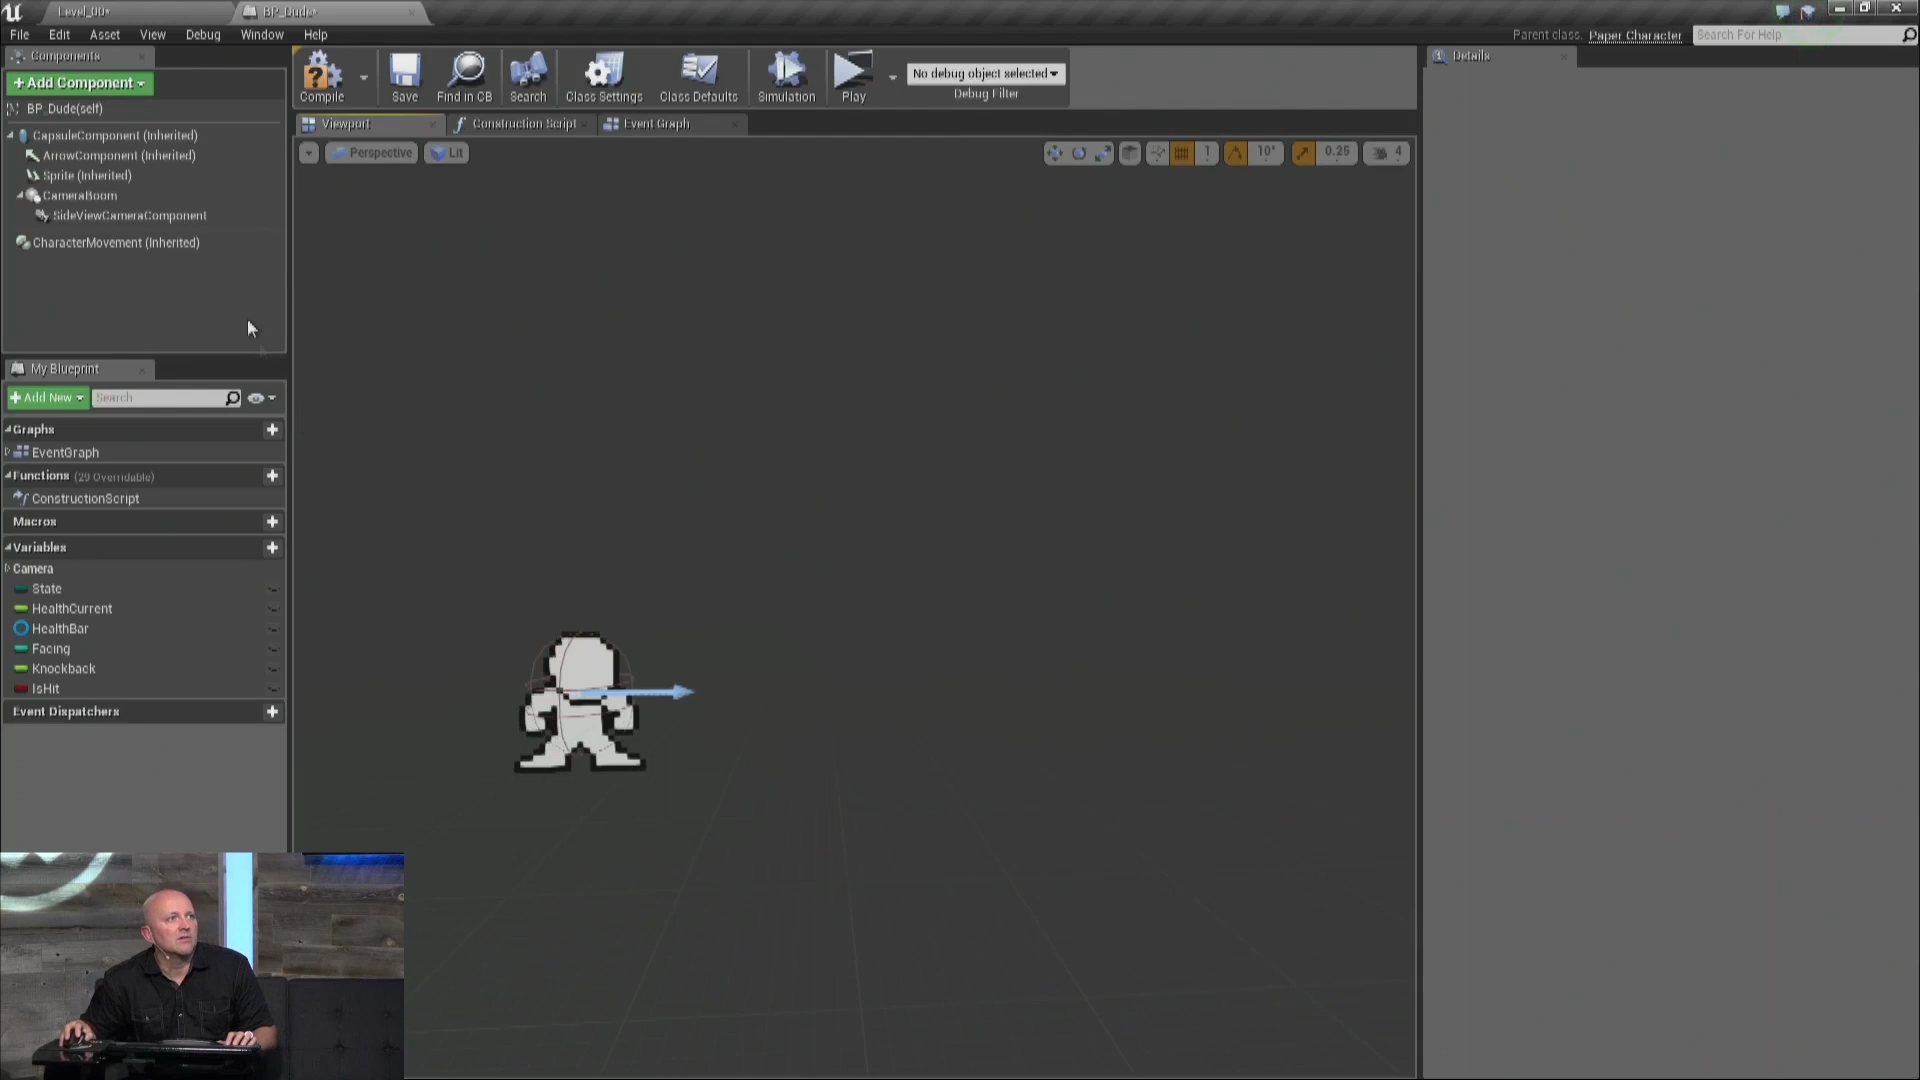 Level_00*
BP_Dude*
File Edit Asset View Debug Window Help
Parent class: Paper Character
Search For Help
Components
+ Add Component
BP_Dude(self)
CapsuleComponent (Inherited)
ArrowComponent (Inherited)
Sprite (Inherited)
CameraBoom
SideViewCameraComponent
CharacterMovement (Inherited)
My Blueprint
+ Add New
Search
Graphs
EventGraph
Functions (29 Overridable)
ConstructionScript
Macros
Variables
Camera
State
HealthCurrent
HealthBar
Facing
Knockback
IsHit
Event Dispatchers
Compile
Save
Find in CB
Search
Class Settings
Class Defaults
Simulation
Play
No debug object selected
Debug Filter
Viewport
Construction Script
Event Graph
Perspective
Lit
1
10°
0.25
4
Details